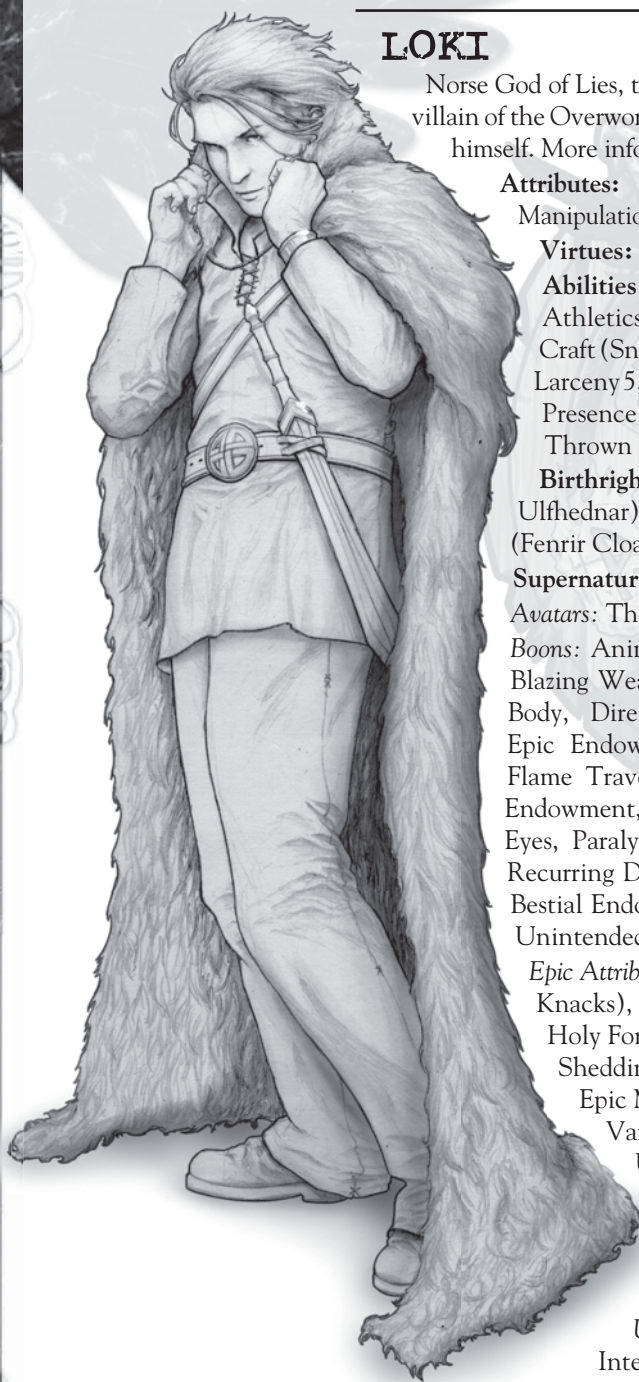 LOKI
Norse God of Lies, t
villain of the Overwor
himself. More info
Attributes:
Manipulatio
Virtues:
Abilities
Athletics
Craft (Sn
Larceny 5,
Presence
Thrown
Birthrigh
Ulfhednar)
(Fenrir Cloa
Supernatur
Avatars: Th
Boons: Anim
Blazing Wea
Body, Dire
Epic Endow
Flame Trave
Endowment,
Eyes, Paraly
Recurring D
Bestial Endo
Unintended
Epic Attrib
Knacks),
Holy For
Sheddin
Epic M
Van
U
U
Inte